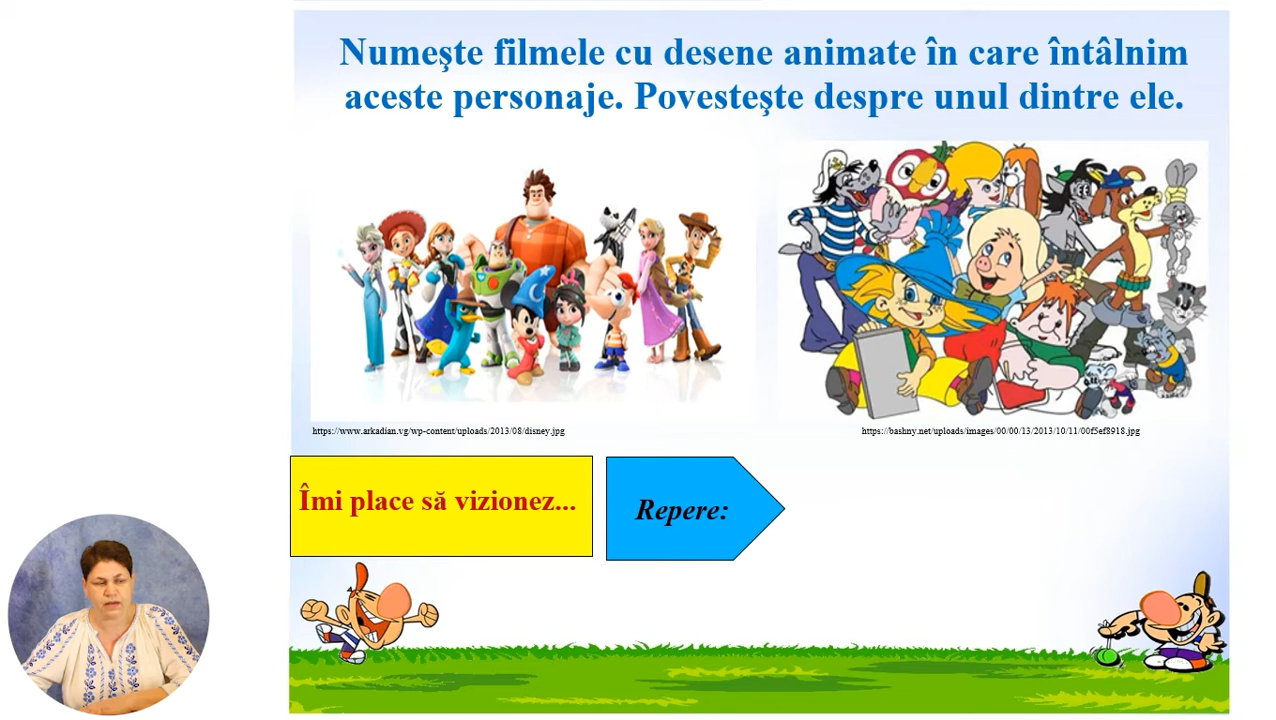 Numeşte filmele cu desene animate în care întâlnim
aceste personaje. Povesteşte despre unul dintre ele.
https://www.arkadian.vg/wp-content/uploads/2013/08/disney.jpg
https://bashny.net/uploads/images/00/00/13/2013/10/11/00f5ef8918.jpg
Îmi place să vizionez...
Repere: